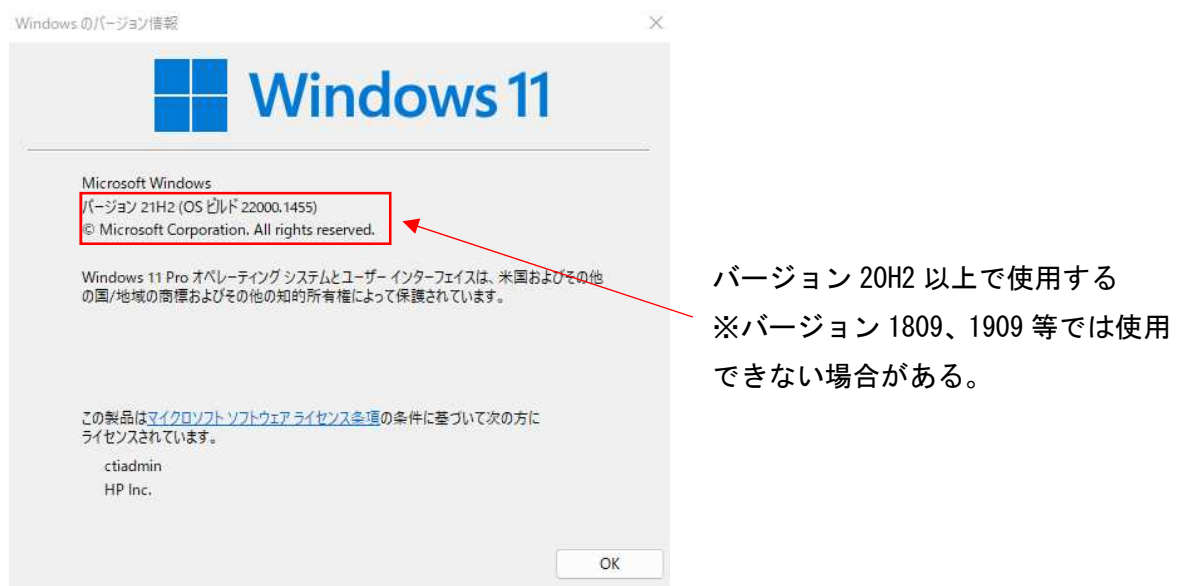 Windows のバージョン情報
Windows 11
Microsoft Windows
バージョン 21H2 (OS ビルド 22000.1455)
© Microsoft Corporation. All rights reserved.
Windows 11 Pro オペレーティング システムとユーザー インターフェイスは、米国およびその他
の国/地域の商標およびその他の知的所有権によって保護されています。
バージョン 20H2 以上で使用する
※バージョン 1809、1909 等では使用
できない場合がある。
この製品はマイクロソフト ソフトウェア ライセンス条項の条件に基づいて次の方に
ライセンスされています。
ctiadmin
HP Inc.
OK